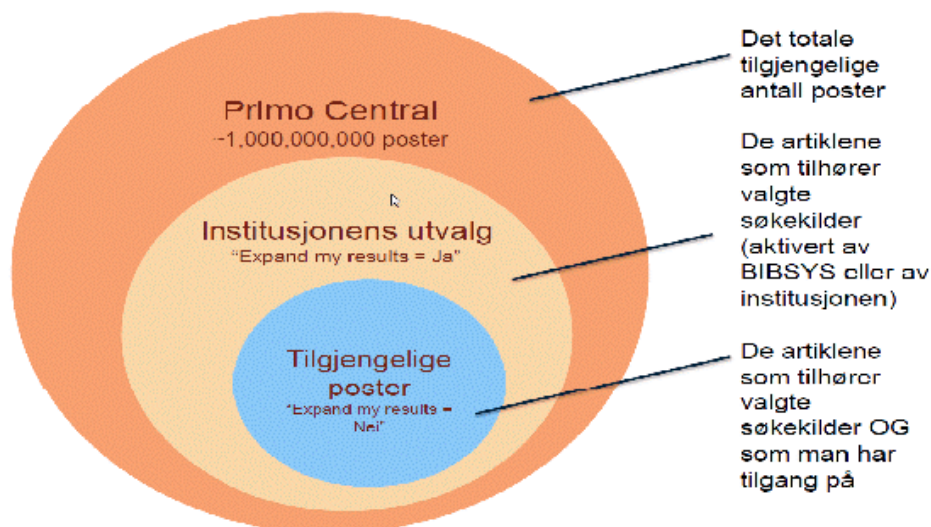 Primo Central
~1,000,000,000 poster
Institusjonens utvalg
"Expand my results = Ja"
Tilgjengelige
poster
"Expand my results =
Nei"
Det totale
tilgjengelige
antall poster
De artiklene
som tilhører
valgte
søkekilder
(aktivert av
BIBSYS eller av
institusjonen)
De artiklene
som tilhører
valgte
søkekilder OG
som man har
tilgang på